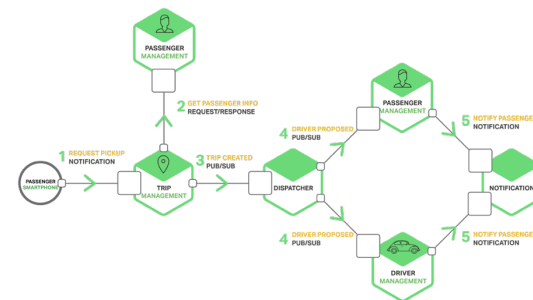 PASSENGER
MANAGEMENT
2 GET PASSENGER INFO
REQUEST/RESPONSE
1 REQUEST PICKUP
NOTIFICATION
PASSENGER
SMARTPHONE
TRIP
MANAGEMENT
3 TRIP CREATED
PUB/SUB
DISPATCHER
4 DRIVER PROPOSED
PUB/SUB
PASSENGER
MANAGEMENT
5 NOTIFY PASSENGE
NOTIFICATION
NOTIFICATION
4 DRIVER PROPOSED
PUB/SUB
DRIVER
MANAGEMENT
5 NOTIFY PASSENGE
NOTIFICATION